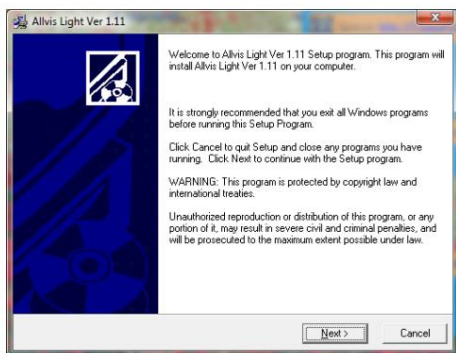 Allvis Light Ver 1.11
Welcome to Allvis Light Ver 1.11 Setup program. This program will
install Allvis Light Ver 1.11 on your computer.
It is strongly recommended that you exit all Windows programs
before running this Setup Program.
Click Cancel to quit Setup and close any programs you have
running. Click Next to continue with the Setup program.
WARNING: This program is protected by copyright law and
international treaties.
Unauthorized reproduction or distribution of this program, or any
portion of it, may result in severe civil and criminal penalties, and
will be prosecuted to the maximum extent possible under law.
Next >
Cancel